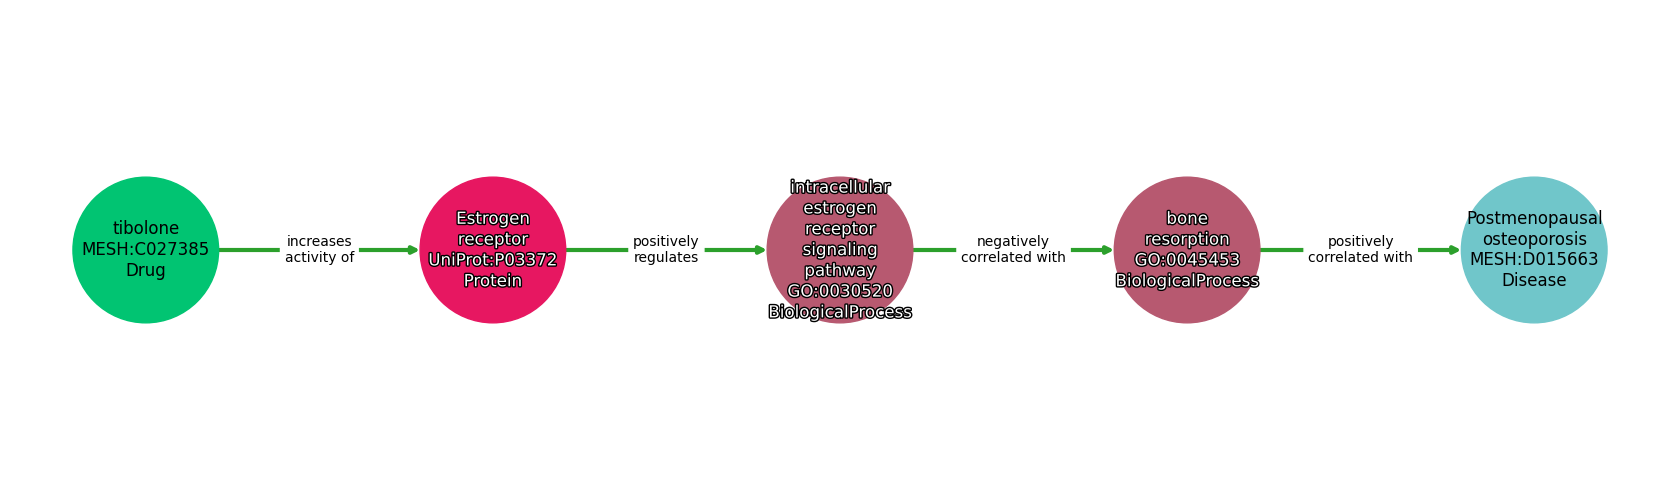 tibolone
MESH:C027385
Drug
increases
activity of
Estrogen
receptor
UniProt:P03372
Protein
positively
regulates
intracellular
estrogen
receptor
signaling
pathway
GO:0030520
BiologicalProcess
negatively
correlated with
bone
resorption
GO:0045453
BiologicalProcess
positively
correlated with
Postmenopausal
osteoporosis
MESH:D015663
Disease